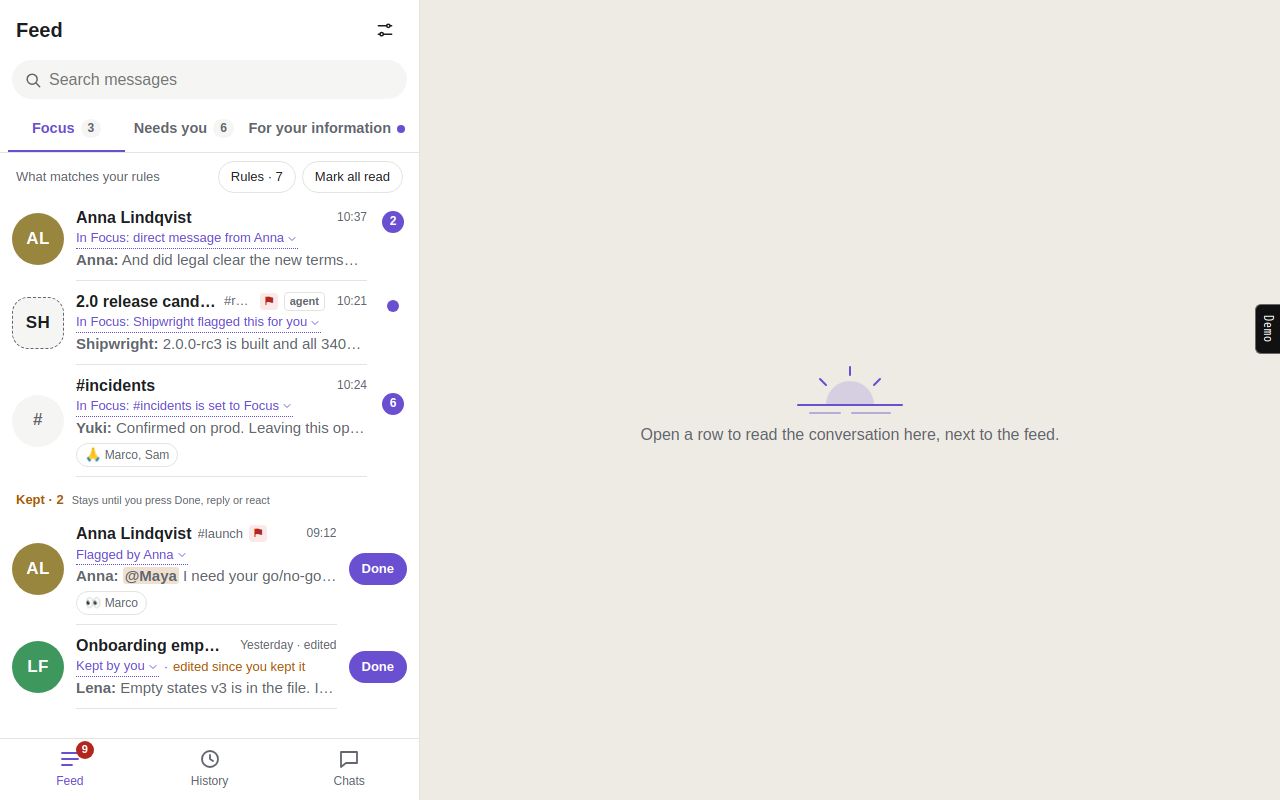 Feed
Search messages
Focus 3 Needs you 6 For your information
What matches your rules Rules · 7 Mark all read
AL Anna Lindqvist 10:37 2
In Focus: direct message from Anna
Anna: And did legal clear the new terms…
SH 2.0 release cand… #r… agent 10:21
In Focus: Shipwright flagged this for you
Shipwright: 2.0.0-rc3 is built and all 340…
# #incidents 10:24 6
In Focus: #incidents is set to Focus
Yuki: Confirmed on prod. Leaving this op…
🙏 Marco, Sam
Kept · 2 Stays until you press Done, reply or react
AL Anna Lindqvist #launch 09:12
Flagged by Anna
Anna: @Maya I need your go/no-go… Done
👀 Marco
LF Onboarding emp… Yesterday · edited
Kept by you · edited since you kept it Done
Lena: Empty states v3 is in the file. I…
9
Feed History Chats
Open a row to read the conversation here, next to the feed.
Demo